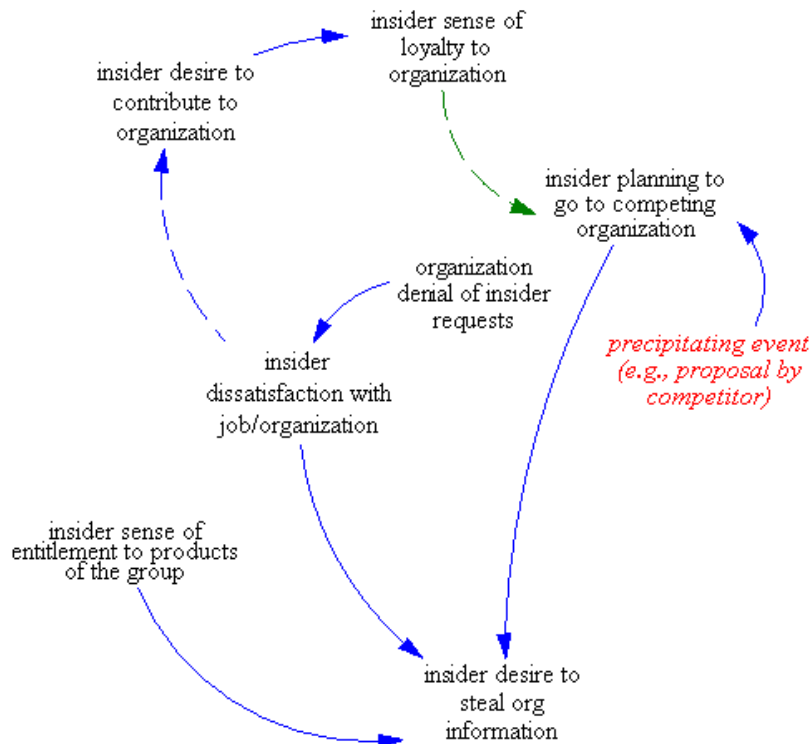 insider sense of
loyalty to
organization
insider desire to
contribute to
organization
insider planning to
go to competing
organization
organization
denial of insider
requests
precipitating event
(e.g., proposal by
competitor)
insider
dissatisfaction with
job/organization
insider sense of
entitlement to products
of the group
insider desire to
steal org
information